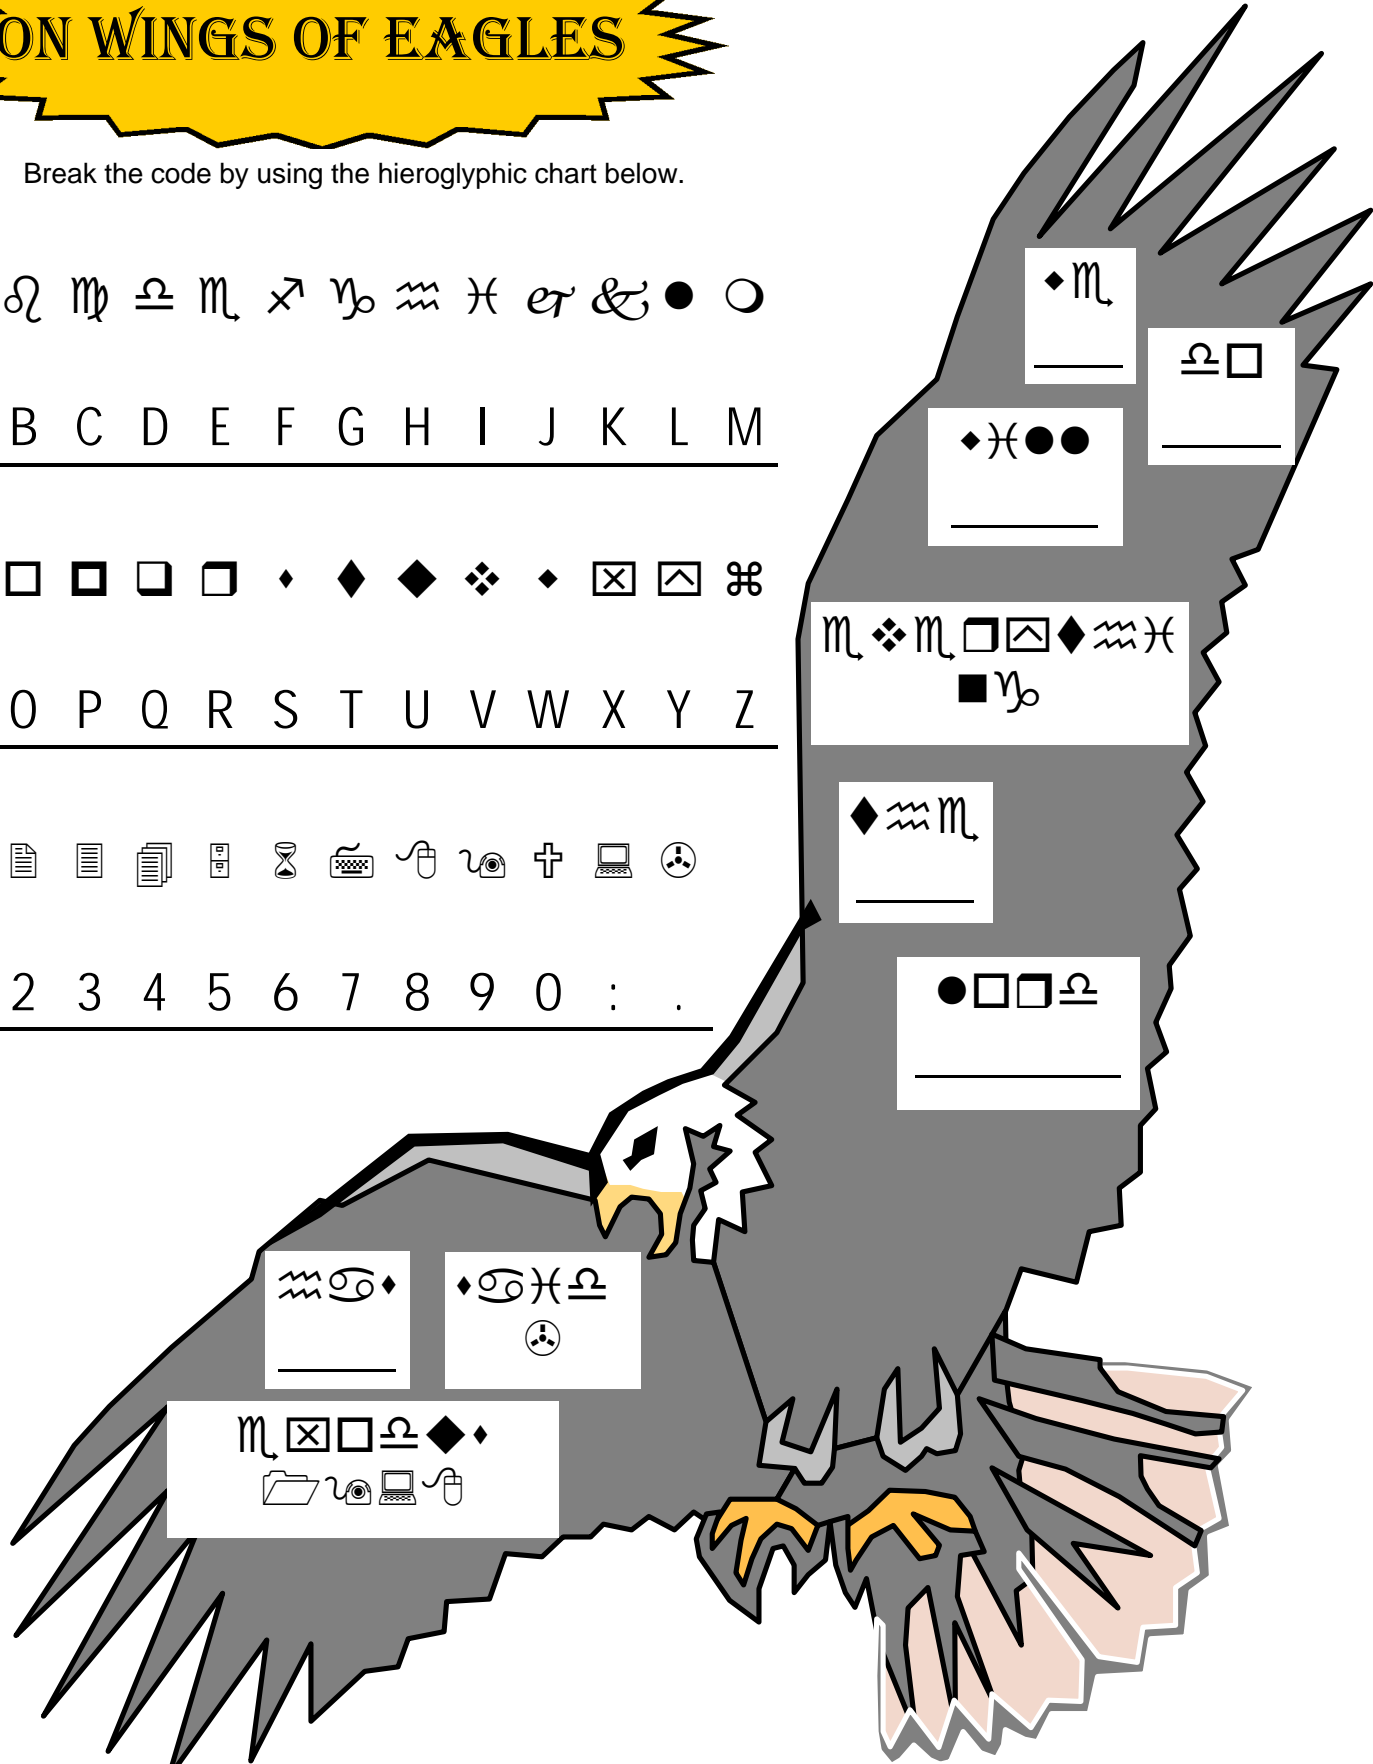 ON WINGS OF EAGLES
Break the code by using the hieroglyphic chart below.
♌ ♍ ♎ ♏ ♐ ♑ ♒ ♓ 🙰 🙵 ● ❍
B C D E F G H I J K L M
□ 🞐 ❑ ❒ ⬧ ⧫ ◆ ❖ ⬥ ⌧ ⍓ ⌘
O P Q R S T U V W X Y Z
🖹 🗏 🗐 🗄 ⌛ 🖮 🖰 🖲 ✞ 🖳 ✇
2 3 4 5 6 7 8 9 0 : .
⬥♏
♎□
⬥♓●●
♏❖♏❒⍓⧫♒♓
■♑
⧫♒♏
●□❒♎
♒♋⬧
⬧♋♓♎
✇
♏⌧□♎◆⬧
🗁🖲🖳🖰